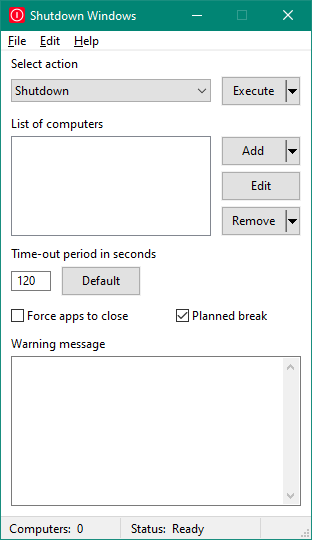 Shutdown Windows
File Edit Help
Select action
Shutdown Execute
List of computers
Add
Edit
Remove
Time-out period in seconds
120 Default
Force apps to close Planned break
Warning message
Computers: 0 Status: Ready